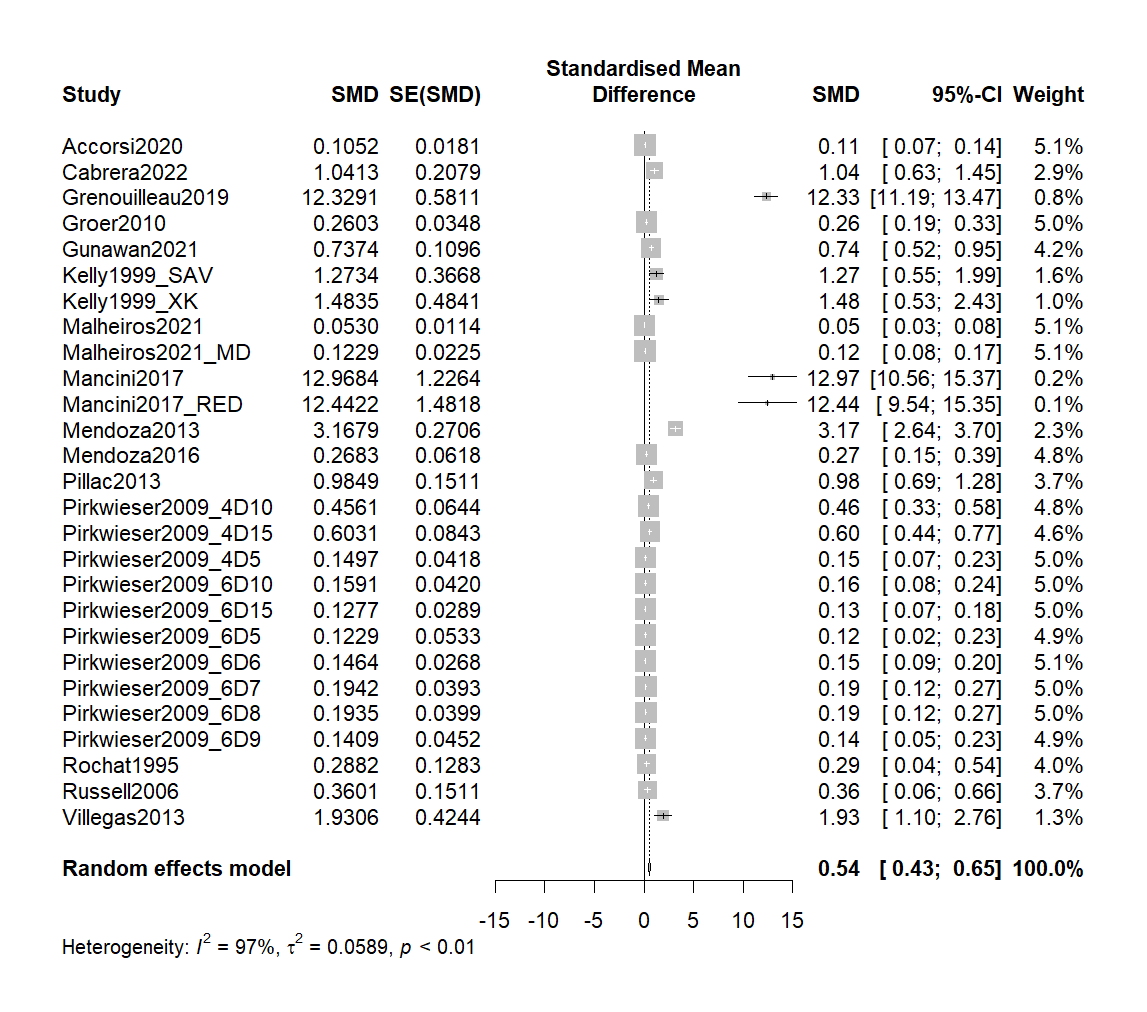 Standardised Mean
Study SMD SE(SMD) Difference SMD 95%-CI Weight
Accorsi2020 0.1052 0.0181 0.11 [ 0.07; 0.14] 5.1%
Cabrera2022 1.0413 0.2079 1.04 [ 0.63; 1.45] 2.9%
Grenouilleau2019 12.3291 0.5811 12.33 [11.19; 13.47] 0.8%
Groer2010 0.2603 0.0348 0.26 [ 0.19; 0.33] 5.0%
Gunawan2021 0.7374 0.1096 0.74 [ 0.52; 0.95] 4.2%
Kelly1999_SAV 1.2734 0.3668 1.27 [ 0.55; 1.99] 1.6%
Kelly1999_XK 1.4835 0.4841 1.48 [ 0.53; 2.43] 1.0%
Malheiros2021 0.0530 0.0114 0.05 [ 0.03; 0.08] 5.1%
Malheiros2021_MD 0.1229 0.0225 0.12 [ 0.08; 0.17] 5.1%
Mancini2017 12.9684 1.2264 12.97 [10.56; 15.37] 0.2%
Mancini2017_RED 12.4422 1.4818 12.44 [ 9.54; 15.35] 0.1%
Mendoza2013 3.1679 0.2706 3.17 [ 2.64; 3.70] 2.3%
Mendoza2016 0.2683 0.0618 0.27 [ 0.15; 0.39] 4.8%
Pillac2013 0.9849 0.1511 0.98 [ 0.69; 1.28] 3.7%
Pirkwieser2009_4D10 0.4561 0.0644 0.46 [ 0.33; 0.58] 4.8%
Pirkwieser2009_4D15 0.6031 0.0843 0.60 [ 0.44; 0.77] 4.6%
Pirkwieser2009_4D5 0.1497 0.0418 0.15 [ 0.07; 0.23] 5.0%
Pirkwieser2009_6D10 0.1591 0.0420 0.16 [ 0.08; 0.24] 5.0%
Pirkwieser2009_6D15 0.1277 0.0289 0.13 [ 0.07; 0.18] 5.0%
Pirkwieser2009_6D5 0.1229 0.0533 0.12 [ 0.02; 0.23] 4.9%
Pirkwieser2009_6D6 0.1464 0.0268 0.15 [ 0.09; 0.20] 5.1%
Pirkwieser2009_6D7 0.1942 0.0393 0.19 [ 0.12; 0.27] 5.0%
Pirkwieser2009_6D8 0.1935 0.0399 0.19 [ 0.12; 0.27] 5.0%
Pirkwieser2009_6D9 0.1409 0.0452 0.14 [ 0.05; 0.23] 4.9%
Rochat1995 0.2882 0.1283 0.29 [ 0.04; 0.54] 4.0%
Russell2006 0.3601 0.1511 0.36 [ 0.06; 0.66] 3.7%
Villegas2013 1.9306 0.4244 1.93 [ 1.10; 2.76] 1.3%
Random effects model 0.54 [ 0.43; 0.65] 100.0%
-15 -10 -5 0 5 10 15
Heterogeneity: I² = 97%, τ² = 0.0589, p < 0.01